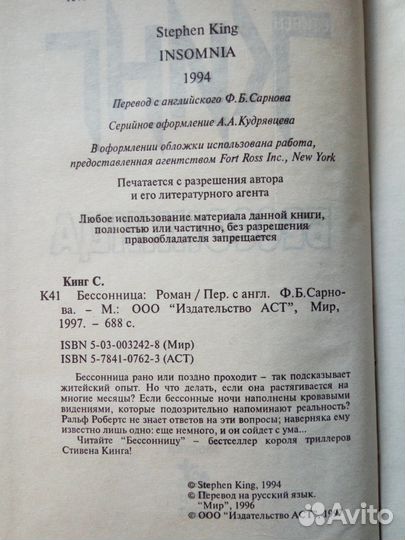 Stephen King
INSOMNIA
1994
Перевод с английского Ф.Б.Сарнова
Серийное оформление А.А.Кудрявцева
В оформлении обложки использована работа,
предоставленная агентством Fort Ross Inc., New York
Печатается с разрешения автора
и его литературного агента
Любое использование материала данной книги,
полностью или частично, без разрешения
правообладателя запрещается
Кинг С.
К41 Бессонница: Роман / Пер. с англ. Ф.Б.Сарно-
ва. – М.: ООО "Издательство АСТ", Мир,
1997. – 688 с.
ISBN 5-03-003242-8 (Мир)
ISBN 5-7841-0762-3 (АСТ)
Бессонница рано или поздно проходит – так подсказывает
житейский опыт. Но что делать, если она растягивается на
многие месяцы? Если бессонные ночи наполнены кровавыми
видениями, которые подозрительно напоминают реальность?
Ральф Робертс не знает ответов на эти вопросы; наверняка ему
известно лишь одно: еще немного, и он сойдет с ума...
Читайте "Бессонницу" – бестселлер короля триллеров
Стивена Кинга!
© Stephen King, 1994
© Перевод на русский язык.
"Мир", 1996
© ООО "Издательство АСТ"
Avito